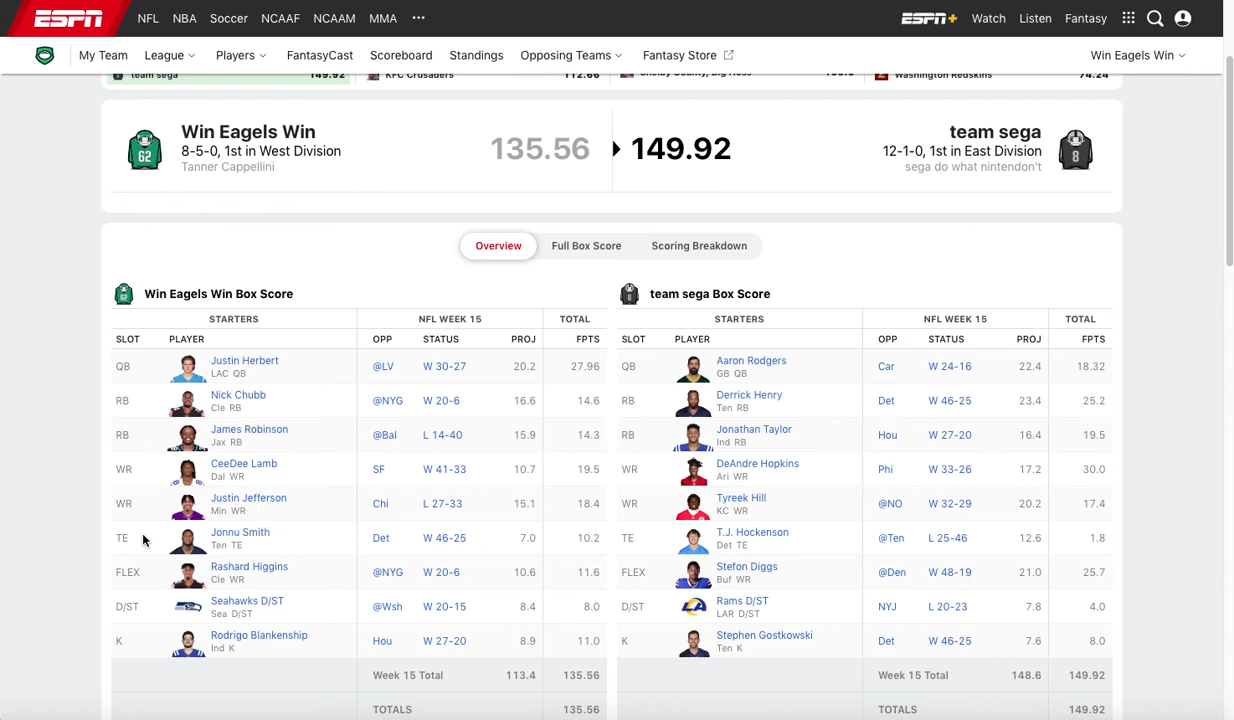 ESPN NFL NBA Soccer NCAAF NCAAM MMA ••• ESPN+ Watch Listen Fantasy
My Team League Players FantasyCast Scoreboard Standings Opposing Teams Fantasy Store Win Eagels Win
team sega 149.92 KFC Crusaders 112.66 Washington Redskins 74.24
Win Eagels Win 135.56 149.92 team sega
62 8-5-0, 1st in West Division 12-1-0, 1st in East Division 8
Tanner Cappellini sega do what nintendon't
Overview Full Box Score Scoring Breakdown
Win Eagels Win Box Score team sega Box Score
STARTERS NFL WEEK 15 TOTAL STARTERS NFL WEEK 15 TOTAL
SLOT PLAYER OPP STATUS PROJ FPTS SLOT PLAYER OPP STATUS PROJ FPTS
QB Justin Herbert LAC QB @LV W 30-27 20.2 27.96 QB Aaron Rodgers GB QB Car W 24-16 22.4 18.32
RB Nick Chubb Cle RB @NYG W 20-6 16.6 14.6 RB Derrick Henry Ten RB Det W 46-25 23.4 25.2
RB James Robinson Jax RB @Bal L 14-40 15.9 14.3 RB Jonathan Taylor Ind RB Hou W 27-20 16.4 19.5
WR CeeDee Lamb Dal WR SF W 41-33 10.7 19.5 WR DeAndre Hopkins Ari WR Phi W 33-26 17.2 30.0
WR Justin Jefferson Min WR Chi L 27-33 15.1 18.4 WR Tyreek Hill KC WR @NO W 32-29 20.2 17.4
TE Jonnu Smith Ten TE Det W 46-25 7.0 10.2 TE T.J. Hockenson Det TE @Ten L 25-46 12.6 1.8
FLEX Rashard Higgins Cle WR @NYG W 20-6 10.6 11.6 FLEX Stefon Diggs Buf WR @Den W 48-19 21.0 25.7
D/ST Seahawks D/ST Sea D/ST @Wsh W 20-15 8.4 8.0 D/ST Rams D/ST LAR D/ST NYJ L 20-23 7.8 4.0
K Rodrigo Blankenship Ind K Hou W 27-20 8.9 11.0 K Stephen Gostkowski Ten K Det W 46-25 7.6 8.0
Week 15 Total 113.4 135.56 Week 15 Total 148.6 149.92
TOTALS 135.56 TOTALS 149.92